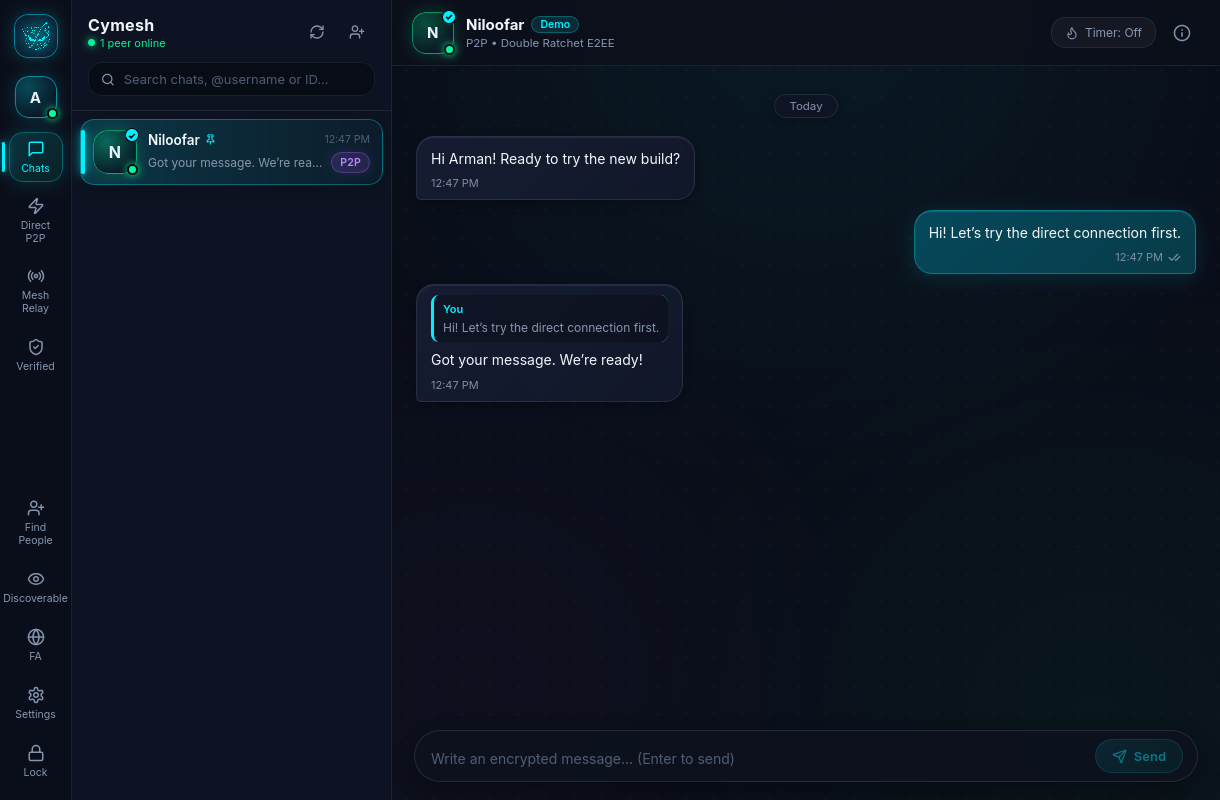 A
Chats
Direct
P2P
Mesh
Relay
Verified
Find
People
Discoverable
FA
Settings
Lock
Cymesh
1 peer online
Search chats, @username or ID...
N
Niloofar
12:47 PM
Got your message. We’re rea...
P2P
N
Niloofar
Demo
P2P • Double Ratchet E2EE
Timer: Off
Today
Hi Arman! Ready to try the new build?
12:47 PM
Hi! Let’s try the direct connection first.
12:47 PM
You
Hi! Let’s try the direct connection first.
Got your message. We’re ready!
12:47 PM
Write an encrypted message... (Enter to send)
Send